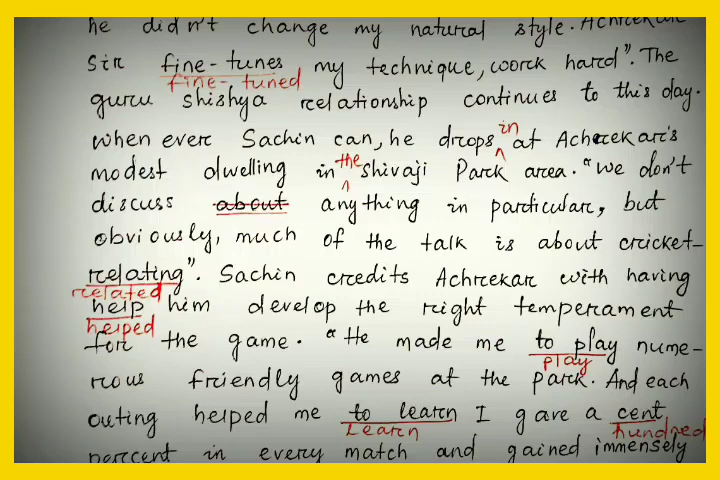 he didn't change my natural style. Achrekar
Sir fine-tunes my technique, work hard". The
fine-tuned
guru shishya relationship continues to this day.
when ever Sachin can, he drops in at Achrekar's
modest dwelling in the Shivaji Park area. "we don't
discuss about anything in particular, but
obviously, much of the talk is about cricket-
relating". Sachin credits Achrekar with having
related
help him develop the right temperament
helped
for the game. "He made me to play nume-
play
rous friendly games at the park. And each
outing helped me to learn I gave a cent
Learn hundred
percent in every match and gained immensely